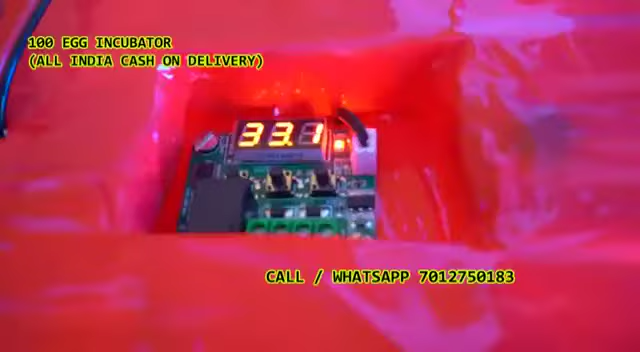 100 EGG INCUBATOR
(ALL INDIA CASH ON DELIVERY)
33.1
CALL / WHATSAPP 7012750183